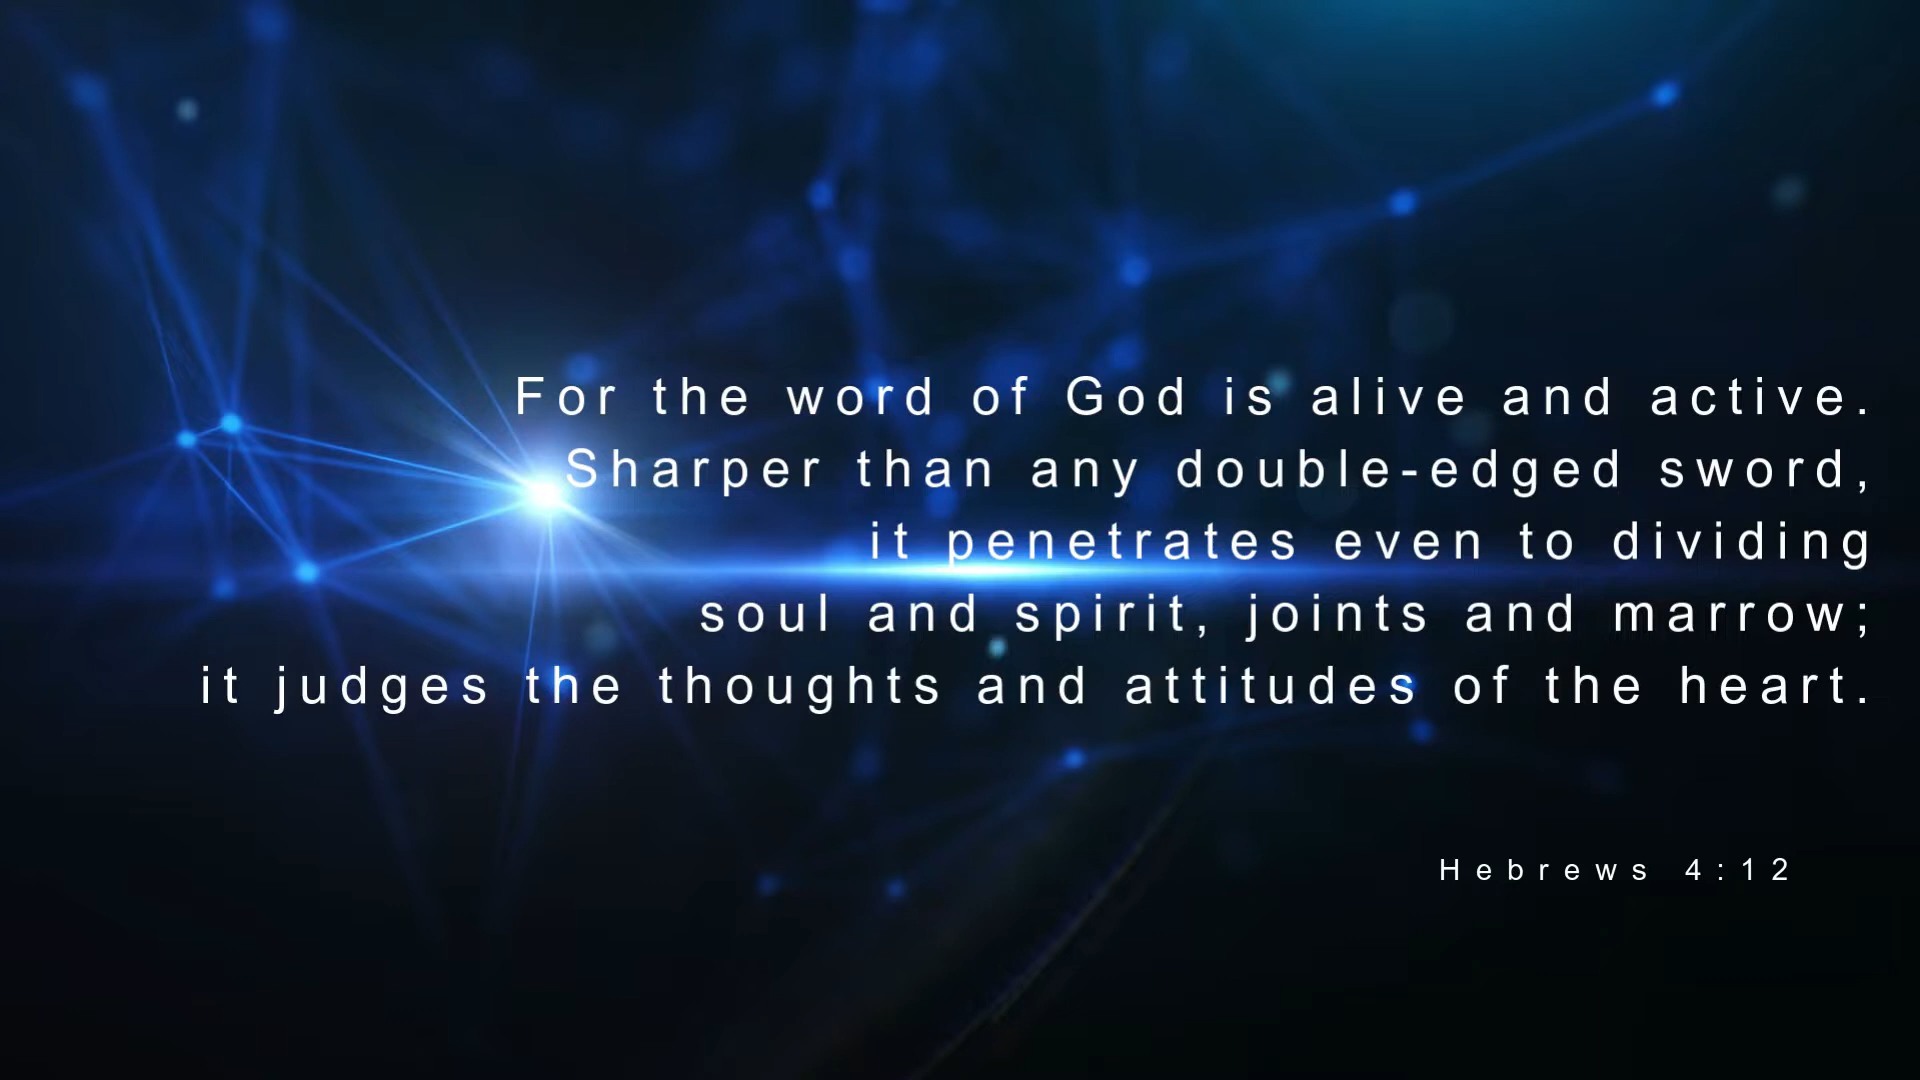 For the word of God is alive and active.
Sharper than any double-edged sword,
it penetrates even to dividing
soul and spirit, joints and marrow;
it judges the thoughts and attitudes of the heart.
Hebrews 4:12